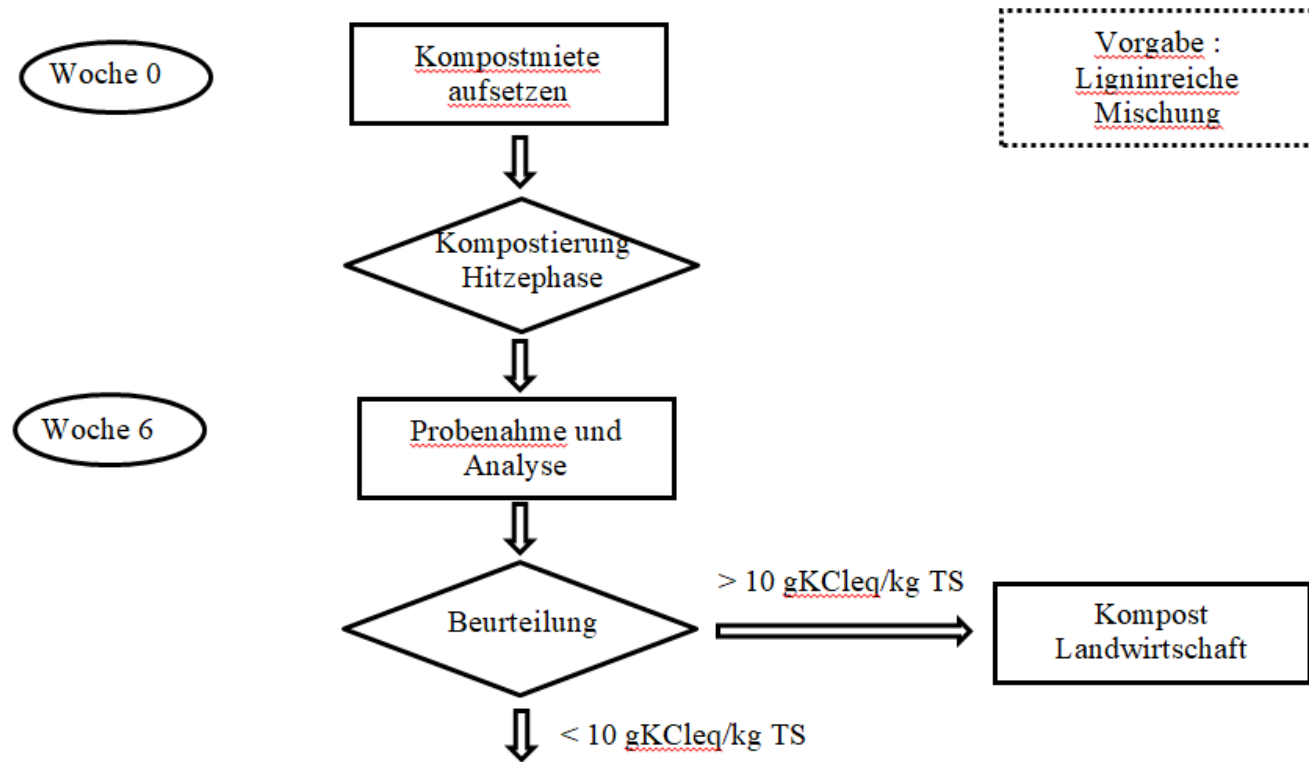 Woche 0
Kompostmiete
aufsetzen
Vorgabe :
Ligninreiche
Mischung
Kompostierung
Hitzephase
Woche 6
Probenahme und
Analyse
Beurteilung
> 10 gKCleq/kg TS
Kompost
Landwirtschaft
< 10 gKCleq/kg TS